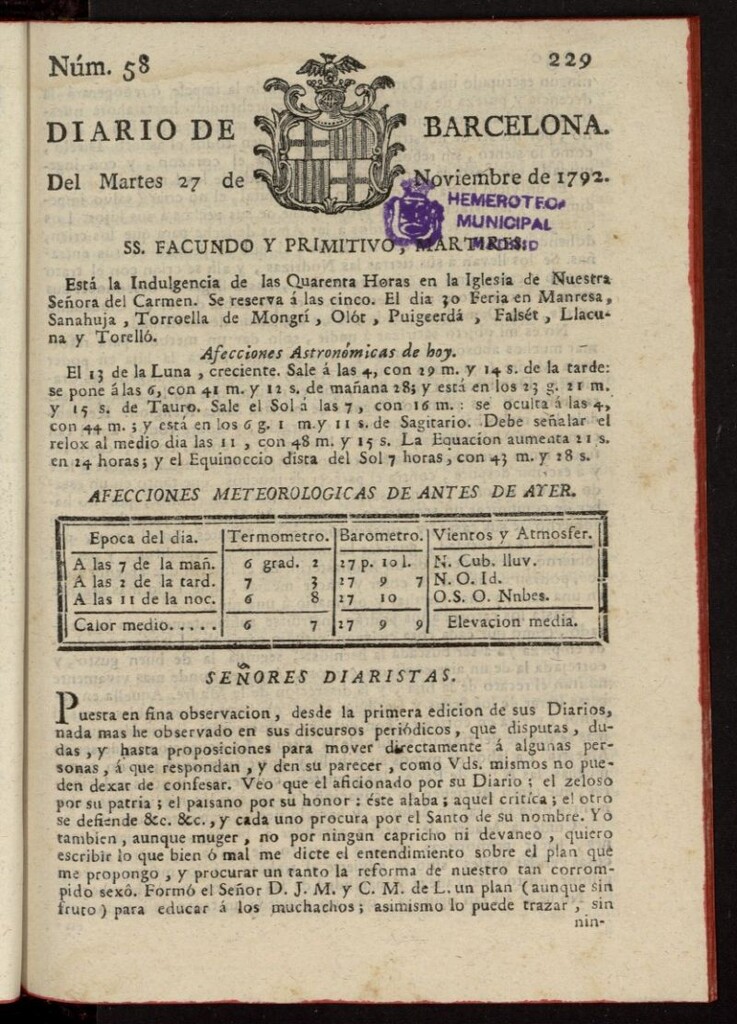 Núm. 58
229
DIARIO DE BARCELONA.
Del Martes 27 de Noviembre de 1792.
HEMEROTECA
MUNICIPAL
MADRID
SS. FACUNDO Y PRIMITIVO, MARTIRES.
Está la Indulgencia de las Quarenta Horas en la Iglesia de Nuestra
Señora del Carmen. Se reserva á las cinco. El dia 30 Feria en Manresa,
Sanahuja, Torroella de Mongrí, Olót, Puigcerdá, Falsét, Llacu-
na y Torelló.
Afecciones Astronómicas de hoy.
El 13 de la Luna, creciente. Sale á las 4, con 29 m. y 14 s. de la tarde:
se pone á las 6, con 41 m. y 12 s. de mañana 28; y está en los 23 g. 21 m.
y 15 s. de Tauro. Sale el Sol á las 7, con 16 m.: se oculta á las 4,
con 44 m.; y está en los 6 g. 1 m. y 11 s. de Sagitario. Debe señalar el
relox al medio dia las 11, con 48 m. y 15 s. La Equacion aumenta 21 s.
en 24 horas; y el Equinoccio dista del Sol 7 horas, con 43 m. y 28 s.
AFECCIONES METEOROLOGICAS DE ANTES DE AYER.
Epoca del dia. Termometro. Barometro. Vientos y Atmosfer.
A las 7 de la mañ. 6 grad. 2 27 p. 10 l. N. Cub. lluv.
A las 2 de la tard. 7 3 27 9 7 N. O. Id.
A las 11 de la noc. 6 8 27 10 O. S. O. Nnbes.
Calor medio..... 6 7 27 9 9 Elevacion media.
SEÑORES DIARISTAS.
Puesta en fina observacion, desde la primera edicion de sus Diarios,
nada mas he observado en sus discursos periódicos, que disputas, du-
das, y hasta proposiciones para mover directamente á algunas per-
sonas, á que respondan, y den su parecer, como Vds. mismos no pue-
den dexar de confesar. Veo que el aficionado por su Diario; el zeloso
por su patria; el paisano por su honor: éste alaba; aquel critica; el otro
se defiende &c. &c., y cada uno procura por el Santo de su nombre. Yo
tambien, aunque muger, no por ningun capricho ni devaneo, quiero
escribir lo que bien ó mal me dicte el entendimiento sobre el plan que
me propongo, y procurar un tanto la reforma de nuestro tan corrom-
pido sexô. Formó el Señor D. J. M. y C. M. de L. un plan (aunque sin
fruto) para educar á los muchachos; asimismo lo puede trazar, sin
nin-